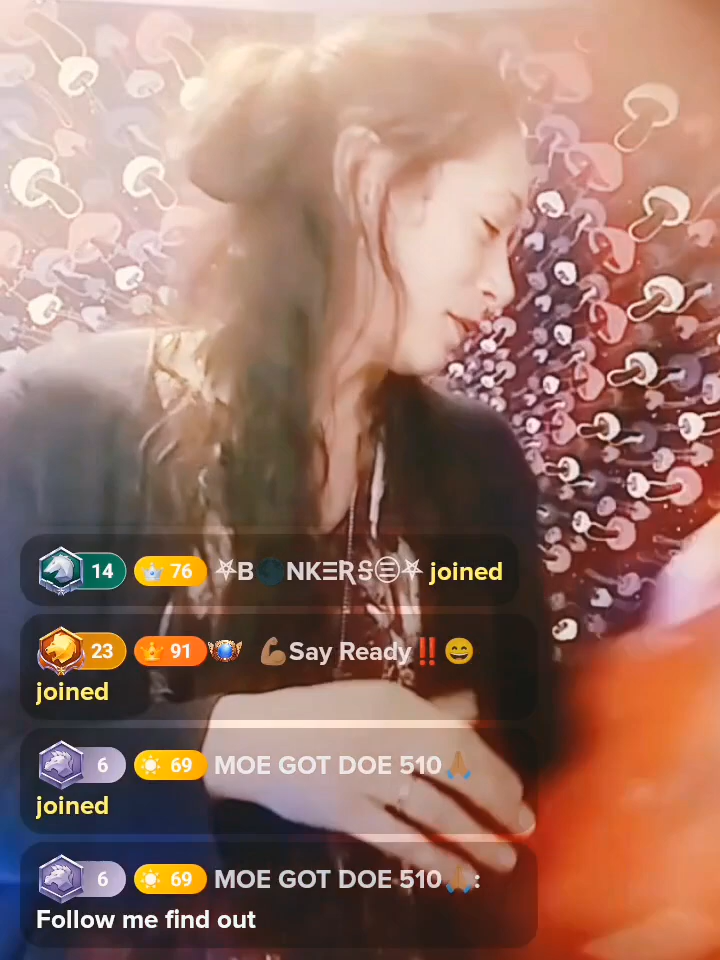 14 76 ⛧B🌑NKΞRS㊂⛧ joined
23 91 💪🏽Say Ready‼️😄
joined
6 69 MOE GOT DOE 510🙏🏽
joined
6 69 MOE GOT DOE 510🙏🏽:
Follow me find out